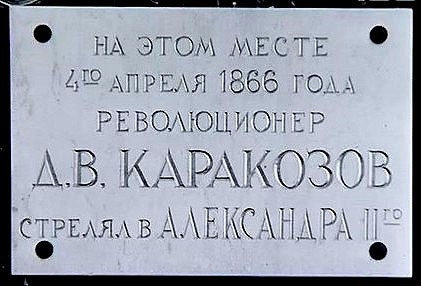 НА ЭТОМ МЕСТЕ
4ГО АПРЕЛЯ 1866 ГОДА
РЕВОЛЮЦИОНЕР
Д.В. КАРАКОЗОВ
СТРЕЛЯЛ В АЛЕКСАНДРА IIГО